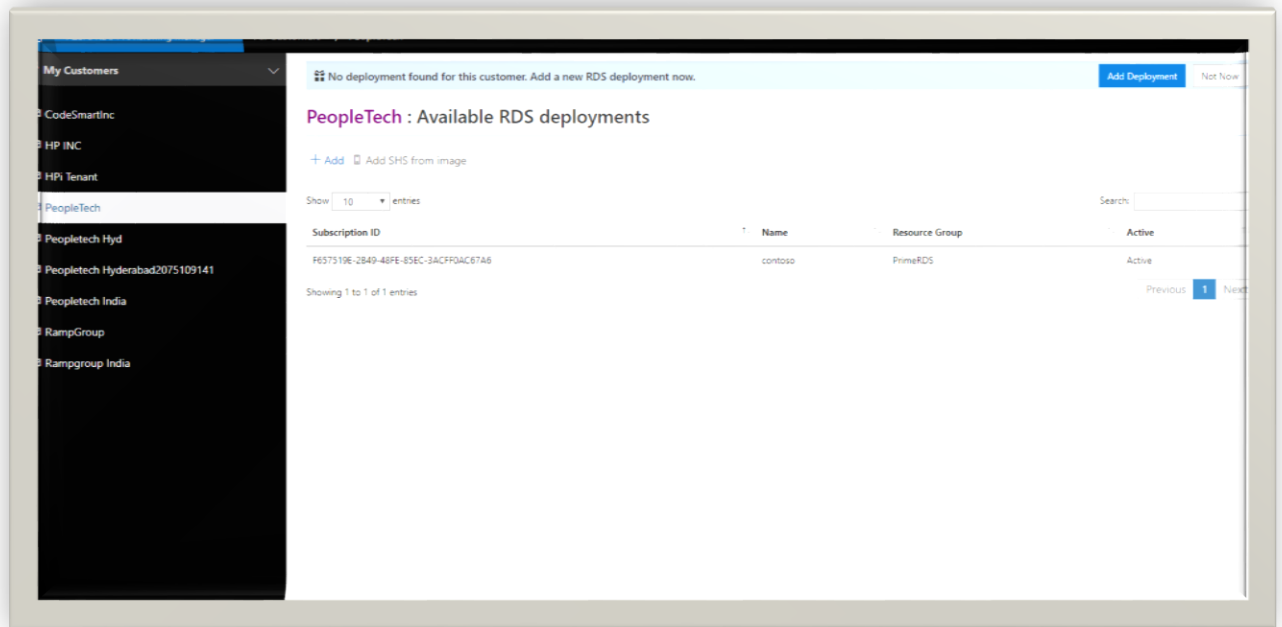 My Customers
CodeSmartInc
HP INC
HPi Tenant
PeopleTech
Peopletech Hyd
Peopletech Hyderabad2075109141
Peopletech India
RampGroup
Rampgroup India
No deployment found for this customer. Add a new RDS deployment now.
Add Deployment
Not Now
PeopleTech : Available RDS deployments
+ Add Add SHS from image
Show 10 entries
Search:
Subscription ID Name Resource Group Active
F657519E-2B49-48FE-85EC-3ACFF0AC67A6 contoso PrimeRDS Active
Showing 1 to 1 of 1 entries
Previous 1 Next